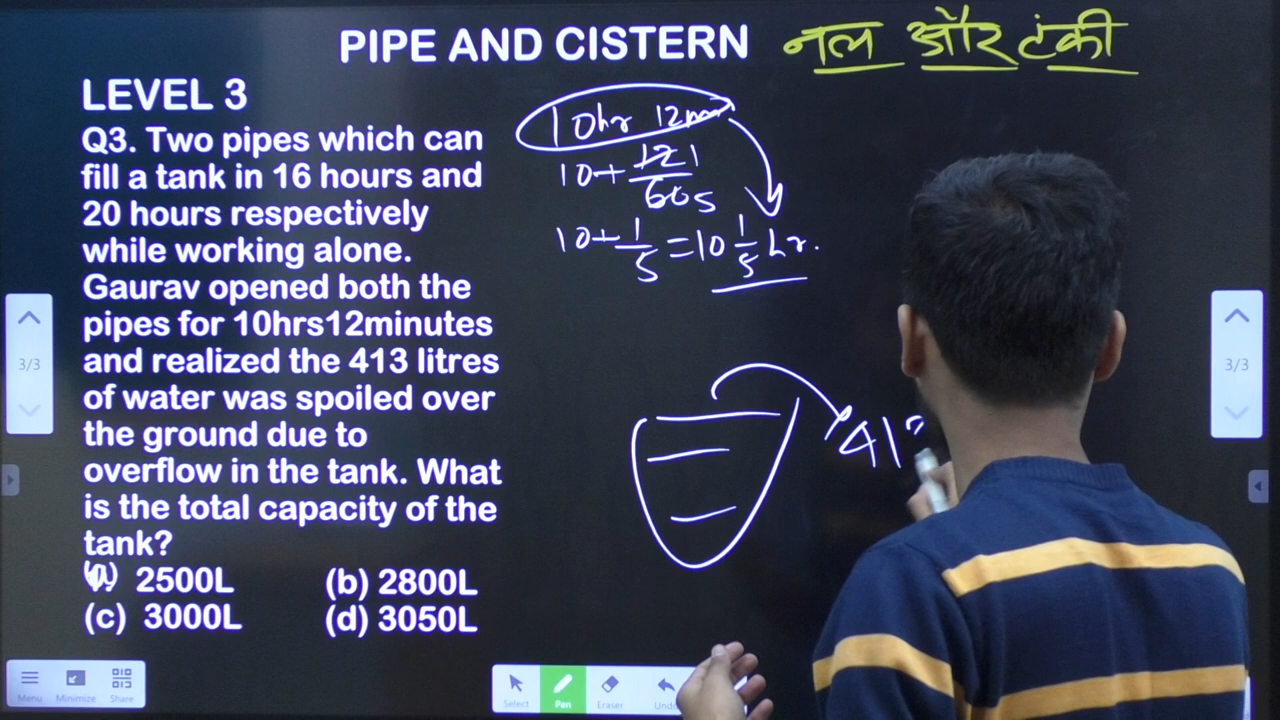 PIPE AND CISTERN नल और टंकी
LEVEL 3
Q3. Two pipes which can
fill a tank in 16 hours and
20 hours respectively
while working alone.
Gaurav opened both the
pipes for 10hrs12minutes
and realized the 413 litres
of water was spoiled over
the ground due to
overflow in the tank. What
is the total capacity of the
tank?
(a) 2500L (b) 2800L
(c) 3000L (d) 3050L
10hr 12min
10+12/60 1 5
10+1/5=10 1/5 hr.
413
3/3
3/3
Menu Minimize Share
Select Pen Eraser Undo